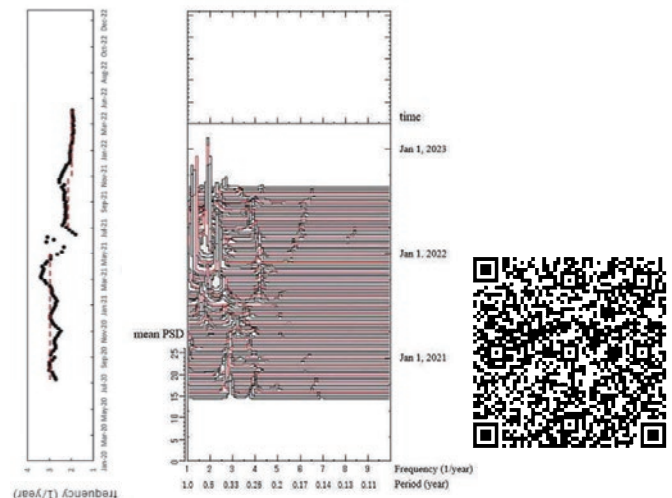 Dec-22
Oct-22
Aug-22
Jun-22
Mar-22
Jan-22
Nov-21
Sep-21
Jul-21
May-21
Mar-21
Jan-21
Nov-20
Sep-20
Jul-20
May-20
Mar-20
Jan-20
4 3 2 1
frequency (1/year)
time
Jan 1, 2023
Jan 1, 2022
Jan 1, 2021
mean PSD
25
20
15
10
5
0
1 2 3 4 5 6 7 8 9 Frequency (1/year)
1.0 0.5 0.33 0.25 0.2 0.17 0.14 0.13 0.11 Period (year)